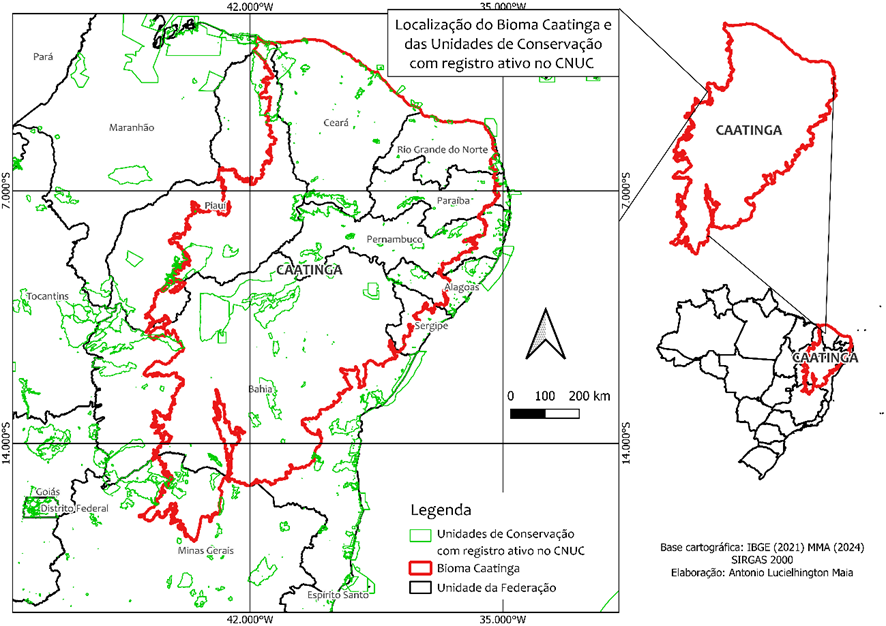 42.000°W
35.000°W
Localização do Bioma Caatinga e
das Unidades de Conservação
com registro ativo no CNUC
Pará
Maranhão
Ceará
Rio Grande do Norte
CAATINGA
7.000°S
7.000°S
Piauí
Paraíba
Pernambuco
CAATINGA
Tocantins
Alagoas
Sergipe
CAATINGA
Bahia
0 100 200 km
14.000°S
14.000°S
Goiás
Distrito Federal
Minas Gerais
Espírito Santo
Legenda
Unidades de Conservação
com registro ativo no CNUC
Bioma Caatinga
Unidade da Federação
Base cartográfica: IBGE (2021) MMA (2024)
SIRGAS 2000
Elaboração: Antonio Lucielhington Maia
42.000°W
35.000°W